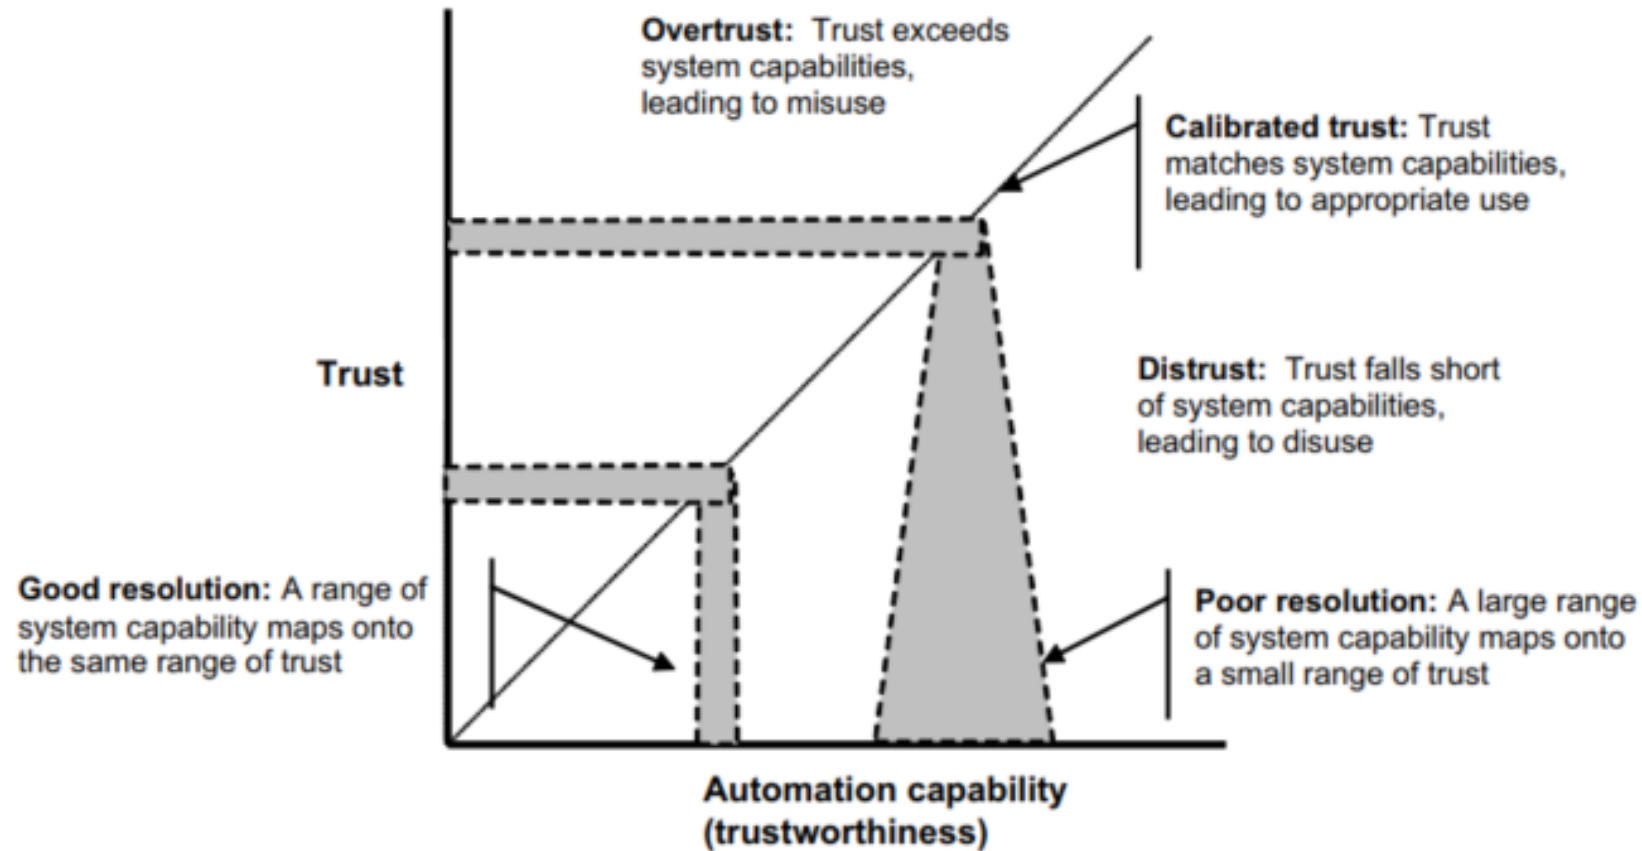 Overtrust: Trust exceeds
system capabilities,
leading to misuse
Calibrated trust: Trust
matches system capabilities,
leading to appropriate use
Trust
Distrust: Trust falls short
of system capabilities,
leading to disuse
Good resolution: A range of
system capability maps onto
the same range of trust
Poor resolution: A large range
of system capability maps onto
a small range of trust
Automation capability
(trustworthiness)